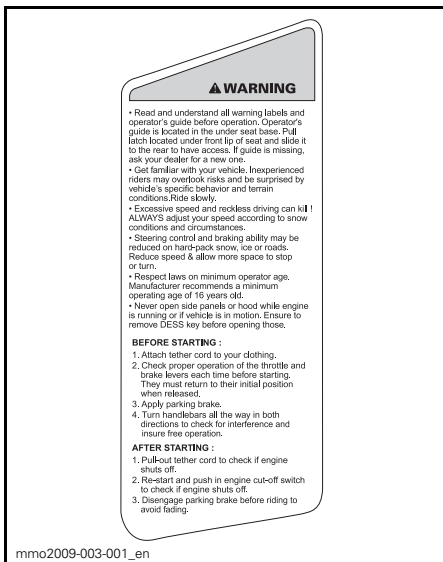 ⚠ WARNING
• Read and understand all warning labels and
operator's guide before operation. Operator's
guide is located in the under seat base. Pull
latch located under front lip of seat and slide it
to the rear to have access. If guide is missing,
ask your dealer for a new one.
• Get familiar with your vehicle. Inexperienced
riders may overlook risks and be surprised by
vehicle's specific behavior and terrain
conditions.Ride slowly.
• Excessive speed and reckless driving can kill !
ALWAYS adjust your speed according to snow
conditions and circumstances.
• Steering control and braking ability may be
reduced on hard-pack snow, ice or roads.
Reduce speed & allow more space to stop
or turn.
• Respect laws on minimum operator age.
Manufacturer recommends a minimum
operating age of 16 years old.
• Never open side panels or hood while engine
is running or if vehicle is in motion. Ensure to
remove DESS key before opening those.
BEFORE STARTING :
1. Attach tether cord to your clothing.
2. Check proper operation of the throttle and
brake levers each time before starting.
They must return to their initial position
when released.
3. Apply parking brake.
4. Turn handlebars all the way in both
directions to check for interference and
insure free operation.
AFTER STARTING :
1. Pull-out tether cord to check if engine
shuts off.
2. Re-start and push in engine cut-off switch
to check if engine shuts off.
3. Disengage parking brake before riding to
avoid fading.
mmo2009-003-001_en